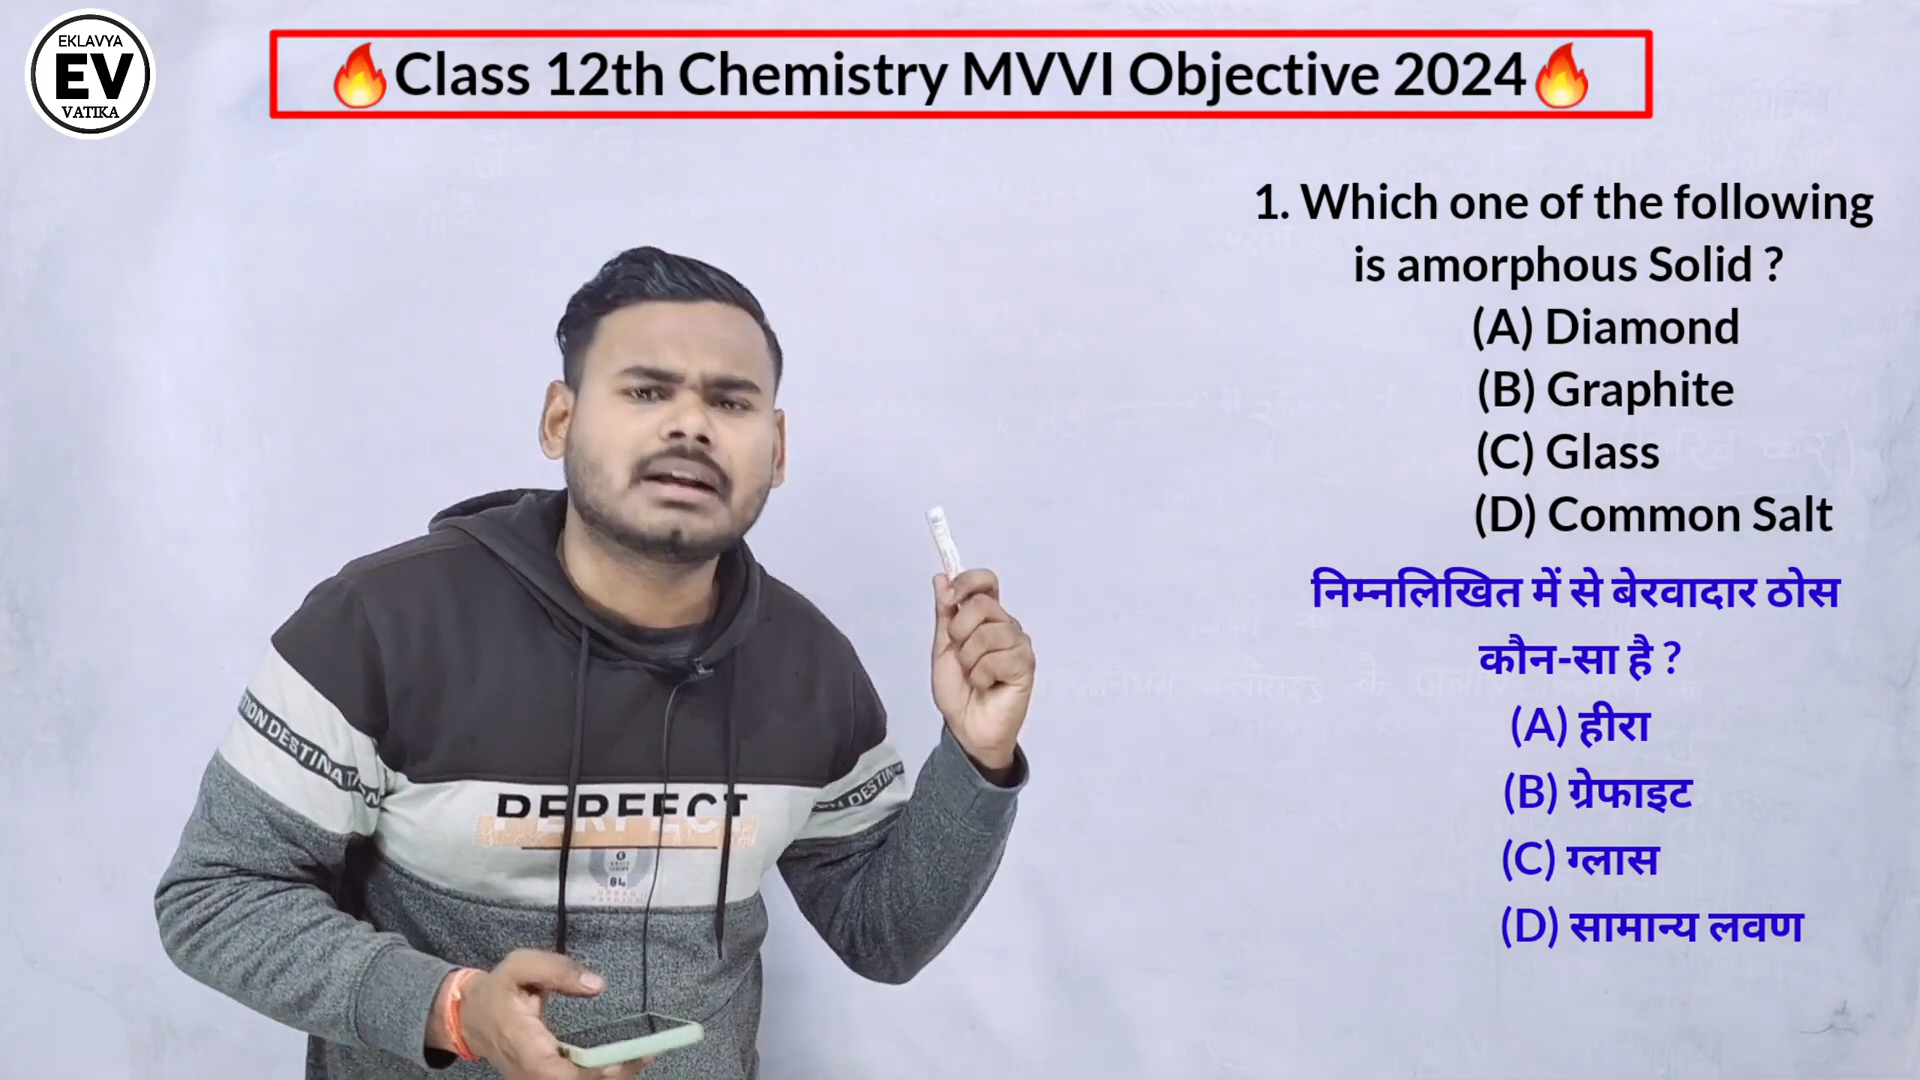 EKLAVYA
EV
VATIKA
🔥Class 12th Chemistry MVVI Objective 2024🔥
1. Which one of the following
is amorphous Solid ?
(A) Diamond
(B) Graphite
(C) Glass
(D) Common Salt
निम्नलिखित में से बेरवादार ठोस
कौन-सा है ?
(A) हीरा
(B) ग्रेफाइट
(C) ग्लास
(D) सामान्य लवण
PERFECT
84